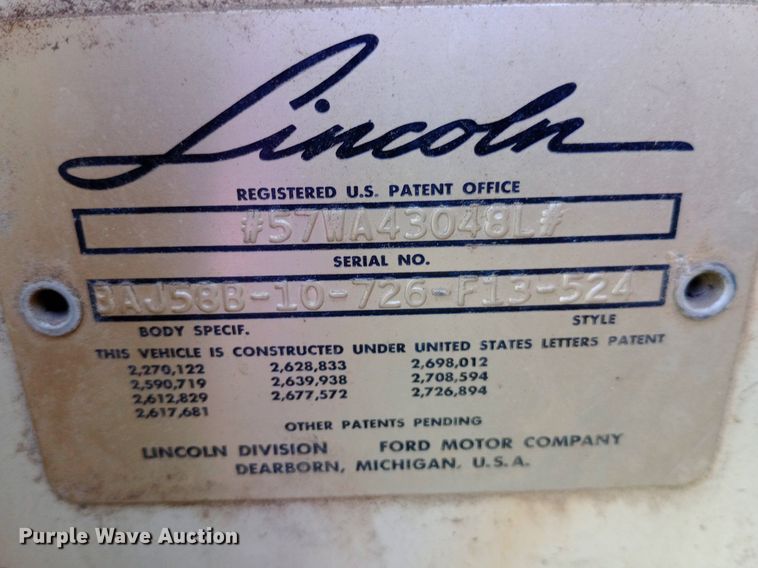 Lincoln
REGISTERED U.S. PATENT OFFICE
#57WA43048L#
SERIAL NO.
BAJ58B-10-726-F13-524
BODY SPECIF. STYLE
THIS VEHICLE IS CONSTRUCTED UNDER UNITED STATES LETTERS PATENT
2,270,122 2,628,833 2,698,012
2,590,719 2,639,938 2,708,594
2,612,829 2,677,572 2,726,894
2,617,681
OTHER PATENTS PENDING
LINCOLN DIVISION FORD MOTOR COMPANY
DEARBORN, MICHIGAN, U.S.A.
Purple Wave Auction